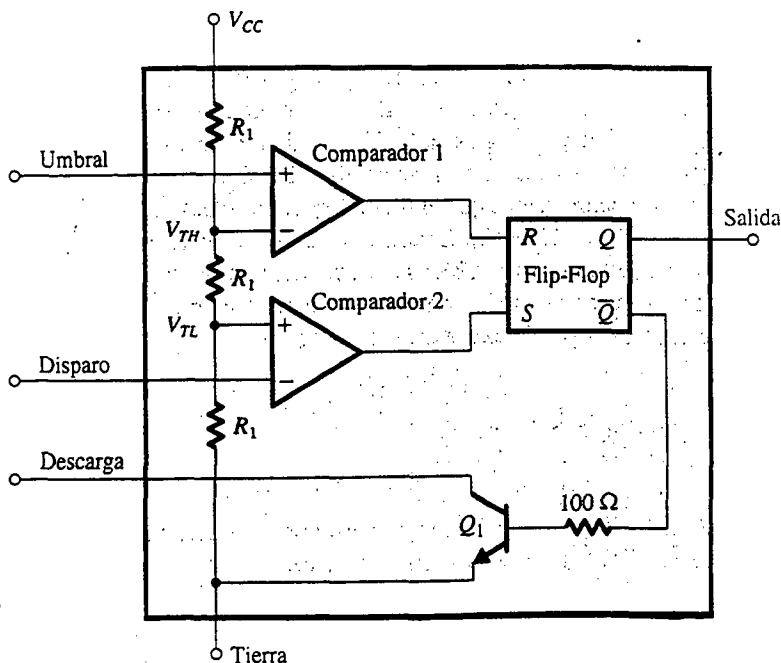 V_CC
R_1
Umbral
Comparador 1
+
−
V_TH
R Q
Salida
Flip-Flop
S Q̅
R_1
Comparador 2
V_TL
+
−
Disparo
R_1
Descarga
100 Ω
Q_1
Tierra